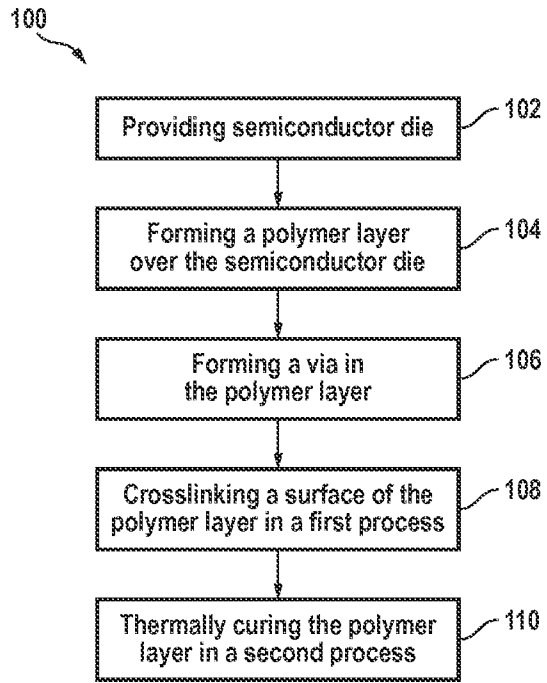 100
Providing semiconductor die
102
Forming a polymer layer
over the semiconductor die
104
Forming a via in
the polymer layer
106
Crosslinking a surface of the
polymer layer in a first process
108
Thermally curing the polymer
layer in a second process
110